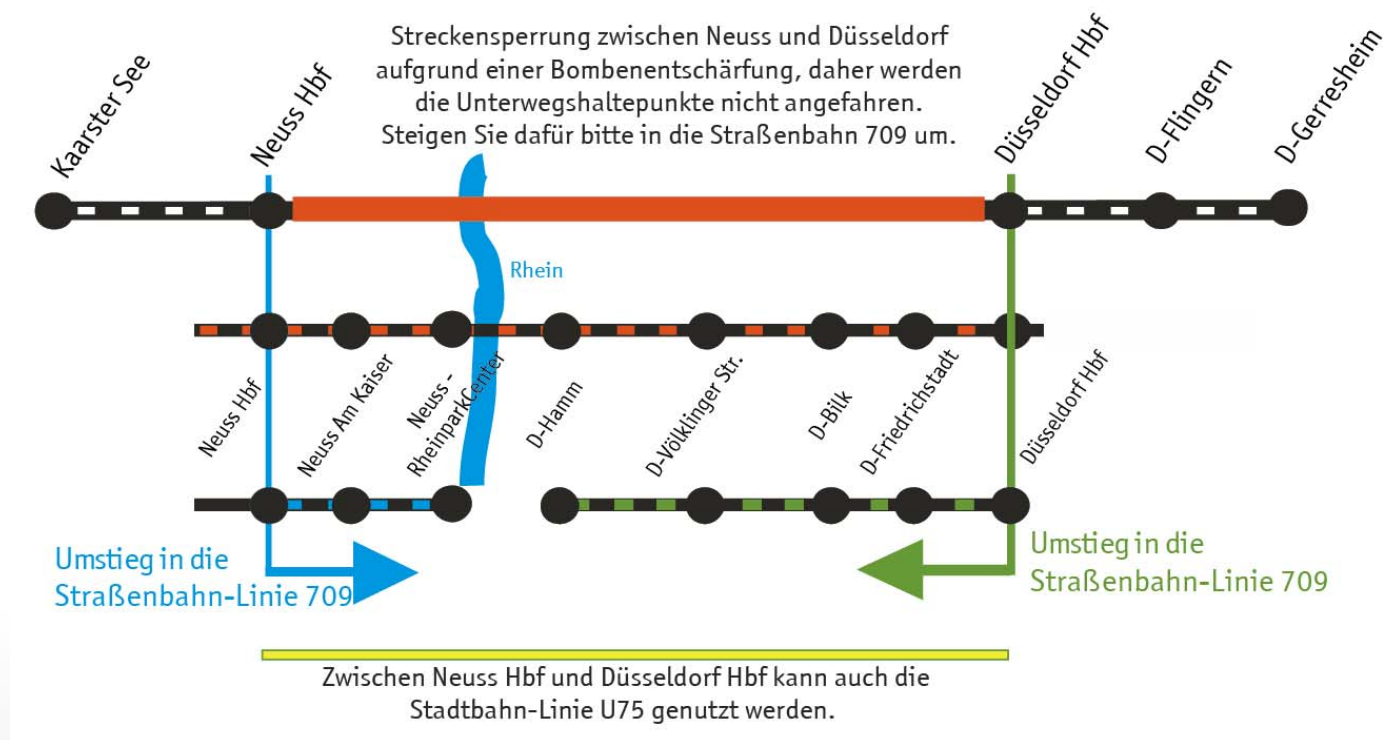 Streckensperrung zwischen Neuss und Düsseldorf
aufgrund einer Bombenentschärfung, daher werden
die Unterwegshaltepunkte nicht angefahren.
Steigen Sie dafür bitte in die Straßenbahn 709 um.
Kaarster See
Neuss Hbf
Düsseldorf Hbf
D-Flingern
D-Gerresheim
Rhein
Neuss Hbf
Neuss Am Kaiser
Neuss -
RheinparkCenter
D-Hamm
D-Völklinger Str.
D-Bilk
D-Friedrichstadt
Düsseldorf Hbf
Umstieg in die
Straßenbahn-Linie 709
Umstieg in die
Straßenbahn-Linie 709
Zwischen Neuss Hbf und Düsseldorf Hbf kann auch die
Stadtbahn-Linie U75 genutzt werden.